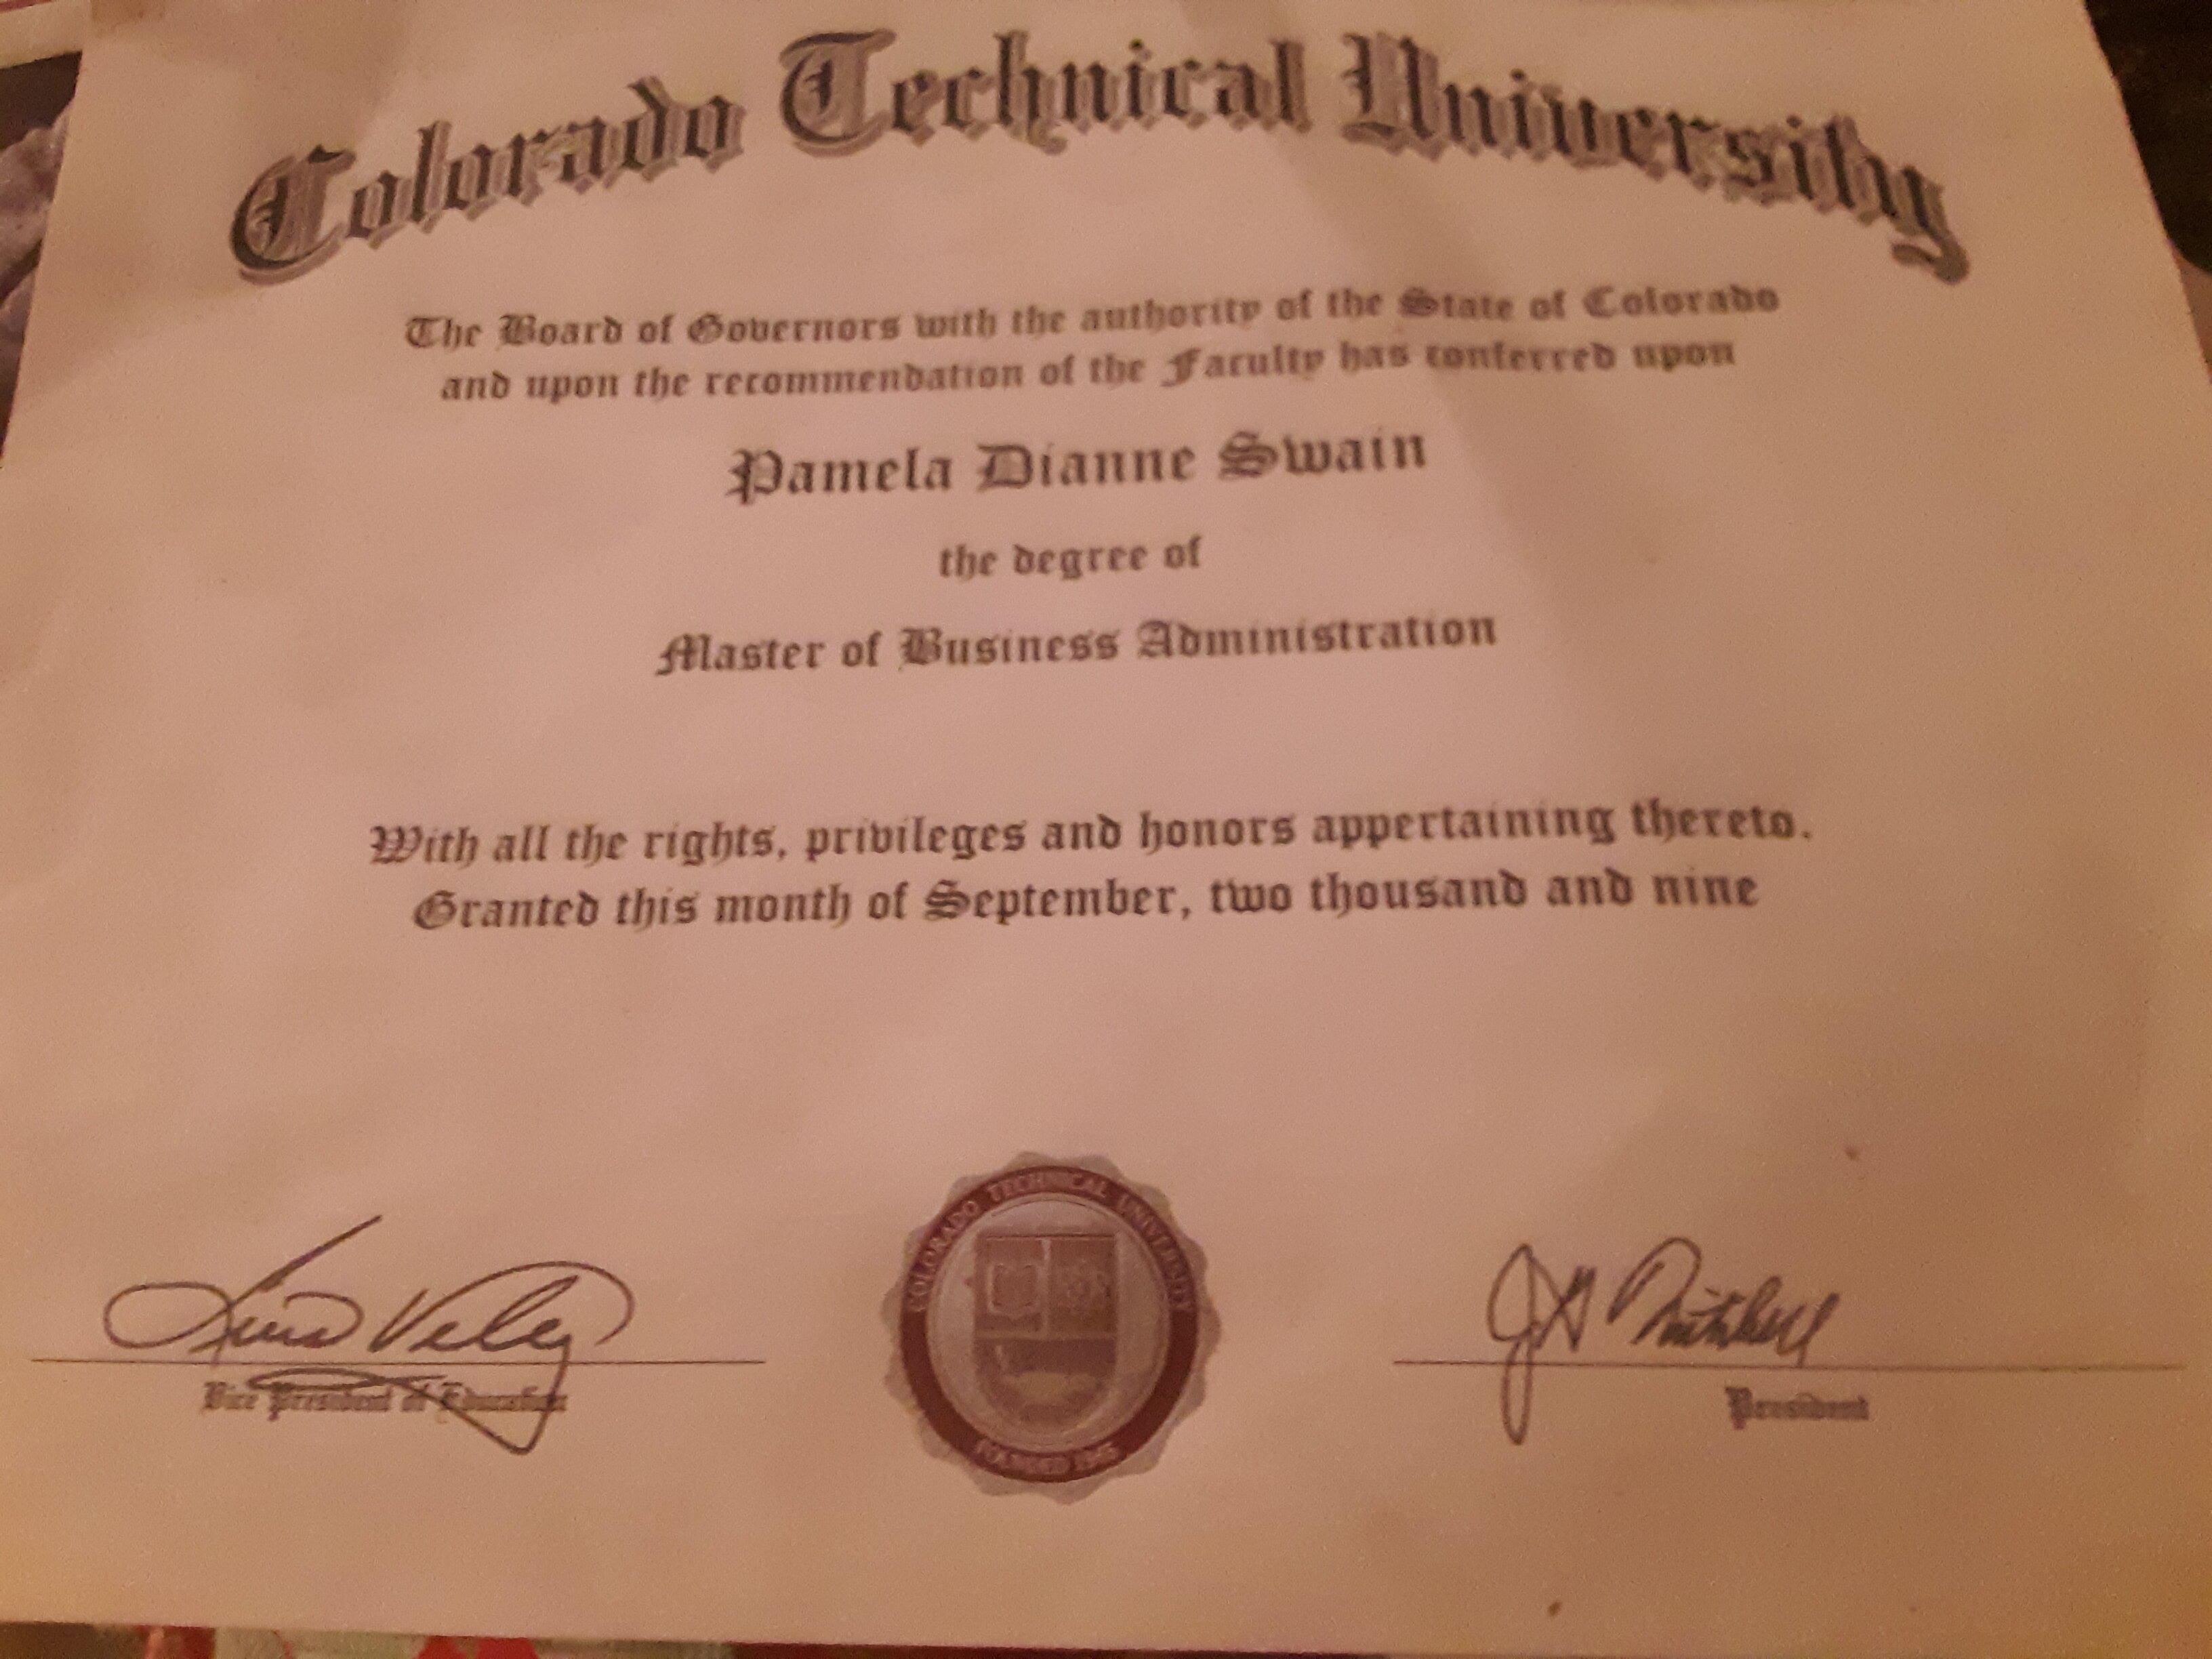 Colorado Technical University
The Board of Governors with the authority of the State of Colorado
and upon the recommendation of the Faculty has conferred upon
Pamela Dianne Swain
the degree of
Master of Business Administration
With all the rights, privileges and honors appertaining thereto.
Granted this month of September, two thousand and nine
COLORADO TECHNICAL UNIVERSITY
FOUNDED 1965
Vice President of Education
President